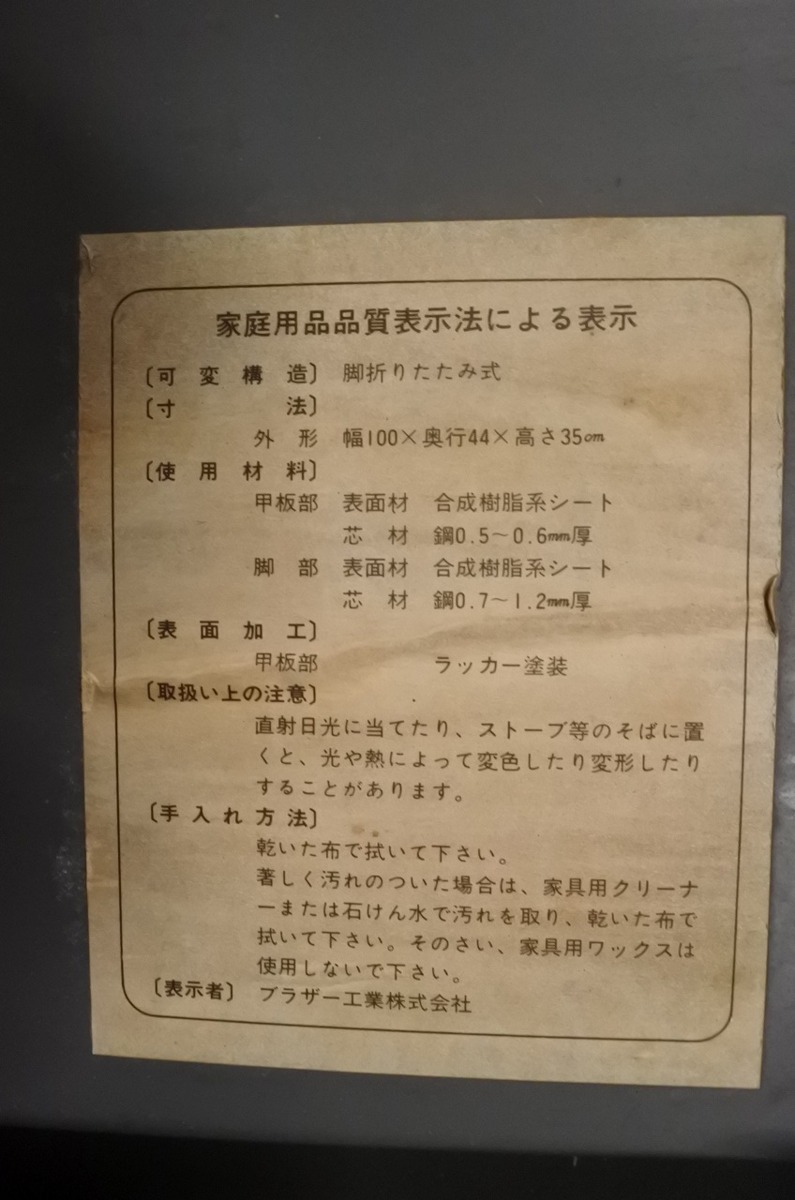 家庭用品品質表示法による表示
〔可変構造〕 脚折りたたみ式
〔寸法〕
外形 幅100×奥行44×高さ35cm
〔使用材料〕
甲板部 表面材 合成樹脂系シート
芯材 鋼0.5〜0.6mm厚
脚部 表面材 合成樹脂系シート
芯材 鋼0.7〜1.2mm厚
〔表面加工〕
甲板部 ラッカー塗装
〔取扱い上の注意〕
直射日光に当てたり、ストーブ等のそばに置
くと、光や熱によって変色したり変形したり
することがあります。
〔手入れ方法〕
乾いた布で拭いて下さい。
著しく汚れのついた場合は、家具用クリーナ
ーまたは石けん水で汚れを取り、乾いた布で
拭いて下さい。そのさい、家具用ワックスは
使用しないで下さい。
〔表示者〕 ブラザー工業株式会社